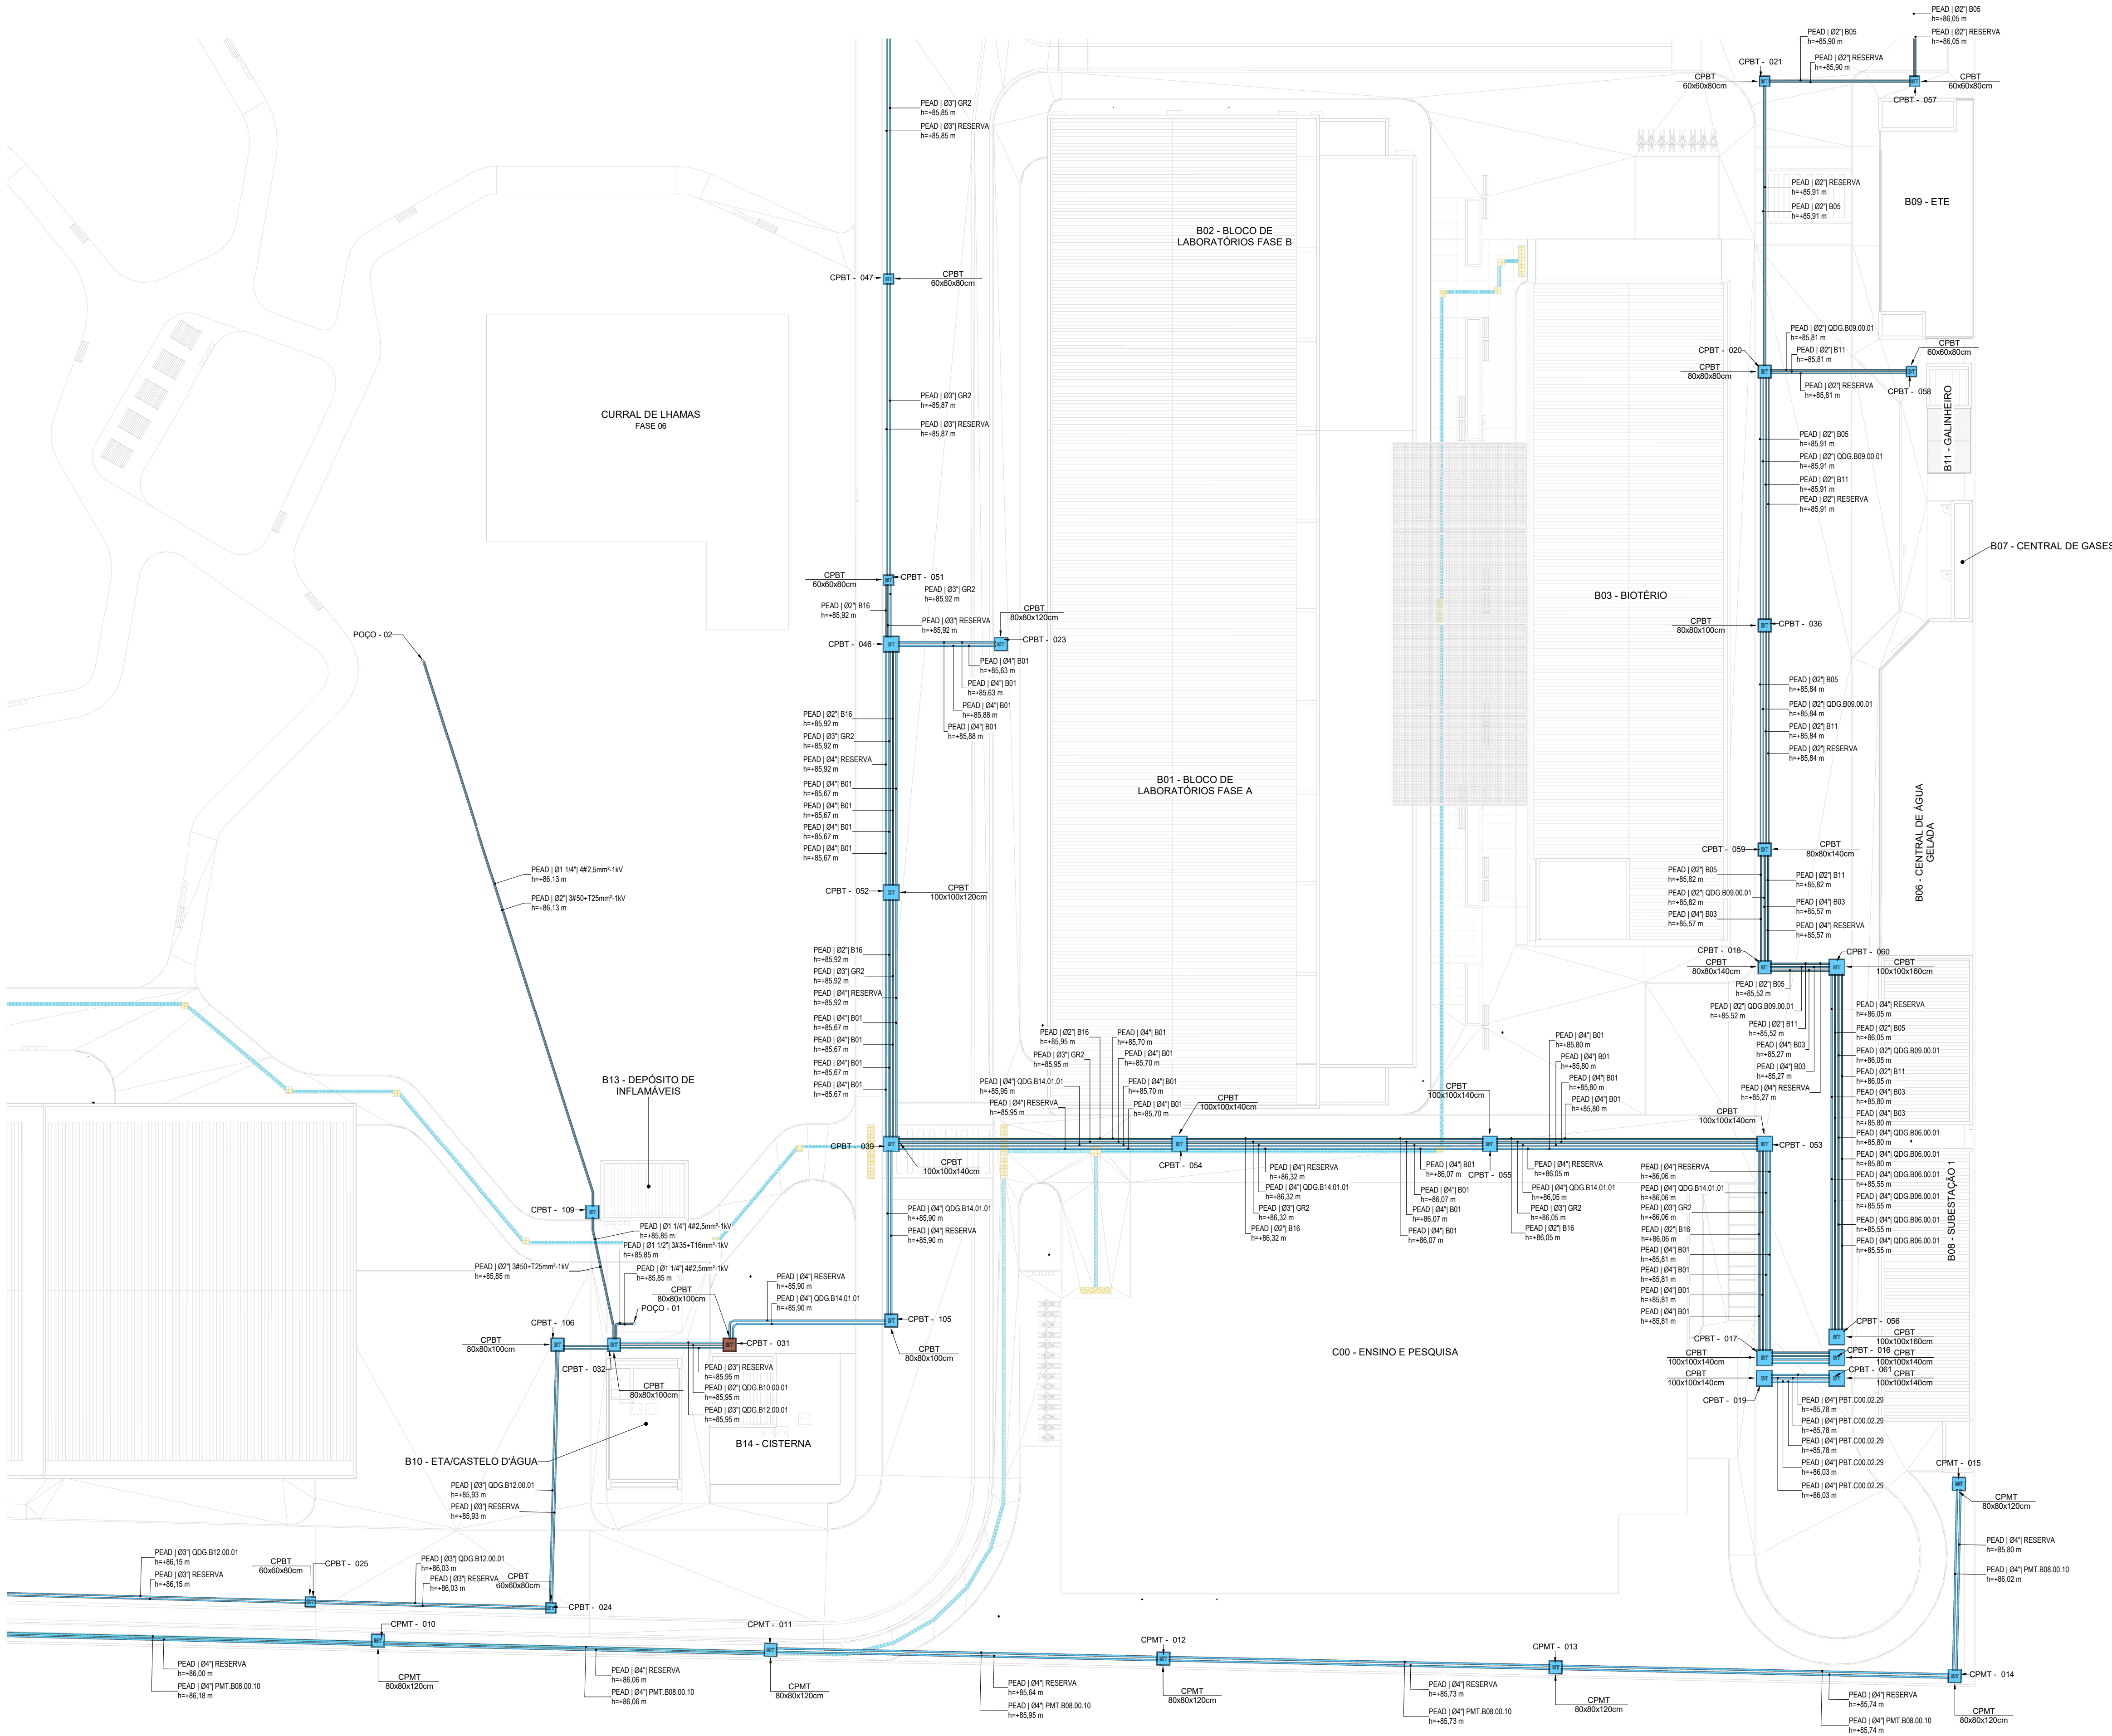 PEAD | Ø2"| B05
h=+86,05 m
PEAD | Ø2"| RESERVA
h=+86,05 m
PEAD | Ø2"| B05
h=+85,90 m
PEAD | Ø2"| RESERVA
h=+85,90 m
CPBT - 021
CPBT
60x60x80cm
CPBT
60x60x80cm
CPBT - 057
PEAD | Ø3"| GR2
h=+85,85 m
PEAD | Ø3"| RESERVA
h=+85,85 m
PEAD | Ø2"| RESERVA
h=+85,91 m
PEAD | Ø2"| B05
h=+85,91 m
B09 - ETE
B02 - BLOCO DE
LABORATÓRIOS FASE B
CPBT - 047
CPBT
60x60x80cm
PEAD | Ø2"| QDG.B09.00.01
h=+85,81 m
PEAD | Ø2"| B11
h=+85,81 m
PEAD | Ø2"| RESERVA
h=+85,81 m
CPBT - 020
CPBT
80x80x80cm
CPBT
60x60x80cm
CPBT - 058
B11 - GALINHEIRO
CURRAL DE LHAMAS
FASE 06
PEAD | Ø3"| GR2
h=+85,87 m
PEAD | Ø3"| RESERVA
h=+85,87 m
PEAD | Ø2"| B05
h=+85,91 m
PEAD | Ø2"| QDG.B09.00.01
h=+85,91 m
PEAD | Ø2"| B11
h=+85,91 m
PEAD | Ø2"| RESERVA
h=+85,91 m
B07 - CENTRAL DE GASES
CPBT
60x60x80cm
CPBT - 051
PEAD | Ø3"| GR2
h=+85,92 m
PEAD | Ø2"| B16
h=+85,92 m
PEAD | Ø3"| RESERVA
h=+85,92 m
CPBT
80x80x120cm
CPBT - 023
CPBT - 046
B03 - BIOTÉRIO
CPBT
80x80x100cm
CPBT - 036
POÇO - 02
PEAD | Ø4"| B01
h=+85,63 m
PEAD | Ø4"| B01
h=+85,63 m
PEAD | Ø4"| B01
h=+85,88 m
PEAD | Ø4"| B01
h=+85,88 m
PEAD | Ø2"| B16
h=+85,92 m
PEAD | Ø3"| GR2
h=+85,92 m
PEAD | Ø4"| RESERVA
h=+85,92 m
PEAD | Ø4"| B01
h=+85,67 m
PEAD | Ø4"| B01
h=+85,67 m
PEAD | Ø4"| B01
h=+85,67 m
PEAD | Ø4"| B01
h=+85,67 m
PEAD | Ø2"| B05
h=+85,84 m
PEAD | Ø2"| QDG.B09.00.01
h=+85,84 m
PEAD | Ø2"| B11
h=+85,84 m
PEAD | Ø2"| RESERVA
h=+85,84 m
B01 - BLOCO DE
LABORATÓRIOS FASE A
B06 - CENTRAL DE ÁGUA
GELADA
CPBT - 059
CPBT
80x80x140cm
PEAD | Ø1 1/4"| 4#2,5mm²-1kV
h=+86,13 m
PEAD | Ø2"| 3#50+T25mm²-1kV
h=+86,13 m
CPBT - 052
CPBT
100x100x120cm
PEAD | Ø2"| B05
h=+85,82 m
PEAD | Ø2"| QDG.B09.00.01
h=+85,82 m
PEAD | Ø4"| B03
h=+85,57 m
PEAD | Ø2"| B11
h=+85,82 m
PEAD | Ø4"| B03
h=+85,57 m
PEAD | Ø4"| RESERVA
h=+85,57 m
CPBT - 018
CPBT
80x80x140cm
CPBT - 060
CPBT
100x100x160cm
PEAD | Ø2"| B16
h=+85,92 m
PEAD | Ø3"| GR2
h=+85,92 m
PEAD | Ø4"| RESERVA
h=+85,92 m
PEAD | Ø4"| B01
h=+85,67 m
PEAD | Ø4"| B01
h=+85,67 m
PEAD | Ø4"| B01
h=+85,67 m
PEAD | Ø4"| B01
h=+85,67 m
PEAD | Ø2"| B05
h=+85,52 m
PEAD | Ø2"| QDG.B09.00.01
h=+85,52 m
PEAD | Ø2"| B11
h=+85,52 m
PEAD | Ø4"| B03
h=+85,27 m
PEAD | Ø4"| B03
h=+85,27 m
PEAD | Ø4"| RESERVA
h=+85,27 m
PEAD | Ø4"| RESERVA
h=+86,05 m
PEAD | Ø2"| B05
h=+86,05 m
PEAD | Ø2"| QDG.B09.00.01
h=+86,05 m
PEAD | Ø2"| B11
h=+86,05 m
PEAD | Ø4"| B03
h=+85,80 m
PEAD | Ø4"| B03
h=+85,80 m
PEAD | Ø4"| QDG.B06.00.01
h=+85,80 m
PEAD | Ø4"| QDG.B06.00.01
h=+85,80 m
PEAD | Ø4"| QDG.B06.00.01
h=+85,55 m
PEAD | Ø4"| QDG.B06.00.01
h=+85,55 m
PEAD | Ø4"| QDG.B06.00.01
h=+85,55 m
PEAD | Ø4"| QDG.B06.00.01
h=+85,55 m
B08 - SUBESTAÇÃO 1
PEAD | Ø2"| B16
h=+85,95 m
PEAD | Ø3"| GR2
h=+85,95 m
PEAD | Ø4"| QDG.B14.01.01
h=+85,95 m
PEAD | Ø4"| RESERVA
h=+85,95 m
PEAD | Ø4"| B01
h=+85,70 m
PEAD | Ø4"| B01
h=+85,70 m
PEAD | Ø4"| B01
h=+85,70 m
PEAD | Ø4"| B01
h=+85,70 m
CPBT
100x100x140cm
CPBT - 054
CPBT
100x100x140cm
CPBT - 055
PEAD | Ø4"| B01
h=+85,80 m
PEAD | Ø4"| B01
h=+85,80 m
PEAD | Ø4"| B01
h=+85,80 m
PEAD | Ø4"| B01
h=+85,80 m
CPBT
100x100x140cm
CPBT - 053
B13 - DEPÓSITO DE
INFLAMÁVEIS
CPBT - 039
CPBT
100x100x140cm
PEAD | Ø4"| RESERVA
h=+86,32 m
PEAD | Ø4"| QDG.B14.01.01
h=+86,32 m
PEAD | Ø3"| GR2
h=+86,32 m
PEAD | Ø2"| B16
h=+86,32 m
PEAD | Ø4"| B01
h=+86,07 m
PEAD | Ø4"| B01
h=+86,07 m
PEAD | Ø4"| B01
h=+86,07 m
PEAD | Ø4"| B01
h=+86,07 m
PEAD | Ø4"| RESERVA
h=+86,05 m
PEAD | Ø4"| QDG.B14.01.01
h=+86,05 m
PEAD | Ø3"| GR2
h=+86,05 m
PEAD | Ø2"| B16
h=+86,05 m
PEAD | Ø4"| RESERVA
h=+86,06 m
PEAD | Ø4"| QDG.B14.01.01
h=+86,06 m
PEAD | Ø3"| GR2
h=+86,06 m
PEAD | Ø2"| B16
h=+86,06 m
PEAD | Ø4"| B01
h=+85,81 m
PEAD | Ø4"| B01
h=+85,81 m
PEAD | Ø4"| B01
h=+85,81 m
PEAD | Ø4"| B01
h=+85,81 m
CPBT - 109
PEAD | Ø4"| QDG.B14.01.01
h=+85,90 m
PEAD | Ø4"| RESERVA
h=+85,90 m
PEAD | Ø1 1/4"| 4#2,5mm²-1kV
h=+85,85 m
PEAD | Ø1 1/2"| 3#35+T16mm²-1kV
h=+85,85 m
PEAD | Ø2"| 3#50+T25mm²-1kV
h=+85,85 m
PEAD | Ø1 1/4"| 4#2,5mm²-1kV
h=+85,85 m
PEAD | Ø4"| RESERVA
h=+85,90 m
PEAD | Ø4"| QDG.B14.01.01
h=+85,90 m
CPBT
80x80x100cm
POÇO - 01
CPBT - 106
CPBT
80x80x100cm
CPBT - 031
CPBT - 105
CPBT
80x80x100cm
CPBT - 032
CPBT
80x80x100cm
PEAD | Ø3"| RESERVA
h=+85,95 m
PEAD | Ø2"| QDG.B10.00.01
h=+85,95 m
PEAD | Ø3"| QDG.B12.00.01
h=+85,95 m
CPBT - 056
CPBT
100x100x160cm
CPBT - 017
CPBT
100x100x140cm
CPBT - 016
CPBT
100x100x140cm
CPBT - 061
CPBT
100x100x140cm
CPBT
100x100x140cm
CPBT - 019
C00 - ENSINO E PESQUISA
PEAD | Ø4"| PBT.C00.02.29
h=+85,78 m
PEAD | Ø4"| PBT.C00.02.29
h=+85,78 m
PEAD | Ø4"| PBT.C00.02.29
h=+85,78 m
PEAD | Ø4"| PBT.C00.02.29
h=+86,03 m
PEAD | Ø4"| PBT.C00.02.29
h=+86,03 m
B14 - CISTERNA
B10 - ETA/CASTELO D'ÁGUA
PEAD | Ø3"| QDG.B12.00.01
h=+85,93 m
PEAD | Ø3"| RESERVA
h=+85,93 m
CPMT - 015
CPMT
80x80x120cm
PEAD | Ø4"| RESERVA
h=+85,80 m
PEAD | Ø4"| PMT.B08.00.10
h=+86,02 m
PEAD | Ø3"| QDG.B12.00.01
h=+86,15 m
PEAD | Ø3"| RESERVA
h=+86,15 m
CPBT
60x60x80cm
CPBT - 025
PEAD | Ø3"| QDG.B12.00.01
h=+86,03 m
PEAD | Ø3"| RESERVA
h=+86,03 m
CPBT
60x60x80cm
CPBT - 024
CPMT - 010
CPMT
80x80x120cm
CPMT - 011
CPMT
80x80x120cm
CPMT - 012
CPMT
80x80x120cm
CPMT - 013
CPMT
80x80x120cm
CPMT - 014
CPMT
80x80x120cm
PEAD | Ø4"| RESERVA
h=+86,00 m
PEAD | Ø4"| PMT.B08.00.10
h=+86,18 m
PEAD | Ø4"| RESERVA
h=+86,06 m
PEAD | Ø4"| PMT.B08.00.10
h=+86,06 m
PEAD | Ø4"| RESERVA
h=+85,64 m
PEAD | Ø4"| PMT.B08.00.10
h=+85,95 m
PEAD | Ø4"| RESERVA
h=+85,73 m
PEAD | Ø4"| PMT.B08.00.10
h=+85,73 m
PEAD | Ø4"| RESERVA
h=+85,74 m
PEAD | Ø4"| PMT.B08.00.10
h=+85,74 m